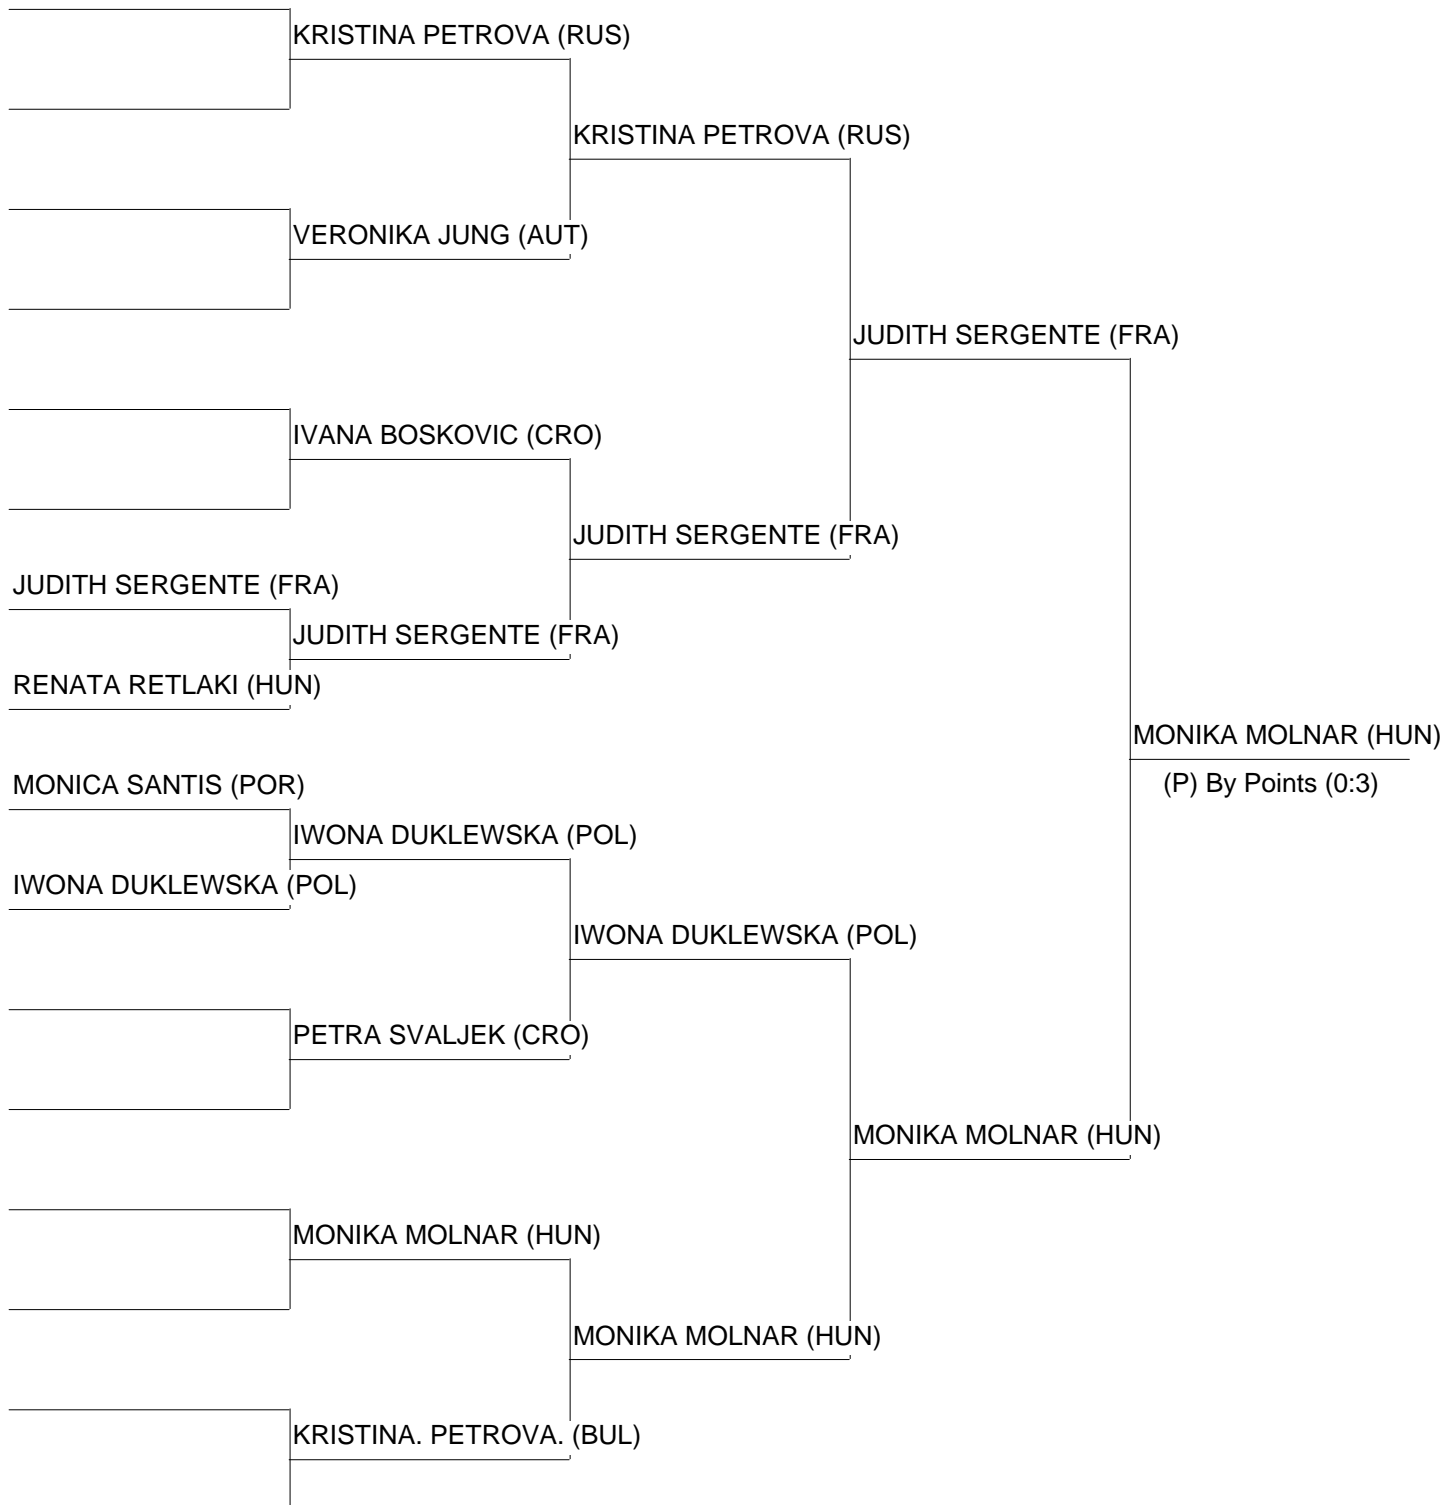 KRISTINA PETROVA (RUS)
KRISTINA PETROVA (RUS)
VERONIKA JUNG (AUT)
JUDITH SERGENTE (FRA)
IVANA BOSKOVIC (CRO)
JUDITH SERGENTE (FRA)
JUDITH SERGENTE (FRA)
JUDITH SERGENTE (FRA)
RENATA RETLAKI (HUN)
MONIKA MOLNAR (HUN)
(P) By Points (0:3)
MONICA SANTIS (POR)
IWONA DUKLEWSKA (POL)
IWONA DUKLEWSKA (POL)
IWONA DUKLEWSKA (POL)
PETRA SVALJEK (CRO)
MONIKA MOLNAR (HUN)
MONIKA MOLNAR (HUN)
MONIKA MOLNAR (HUN)
KRISTINA. PETROVA. (BUL)